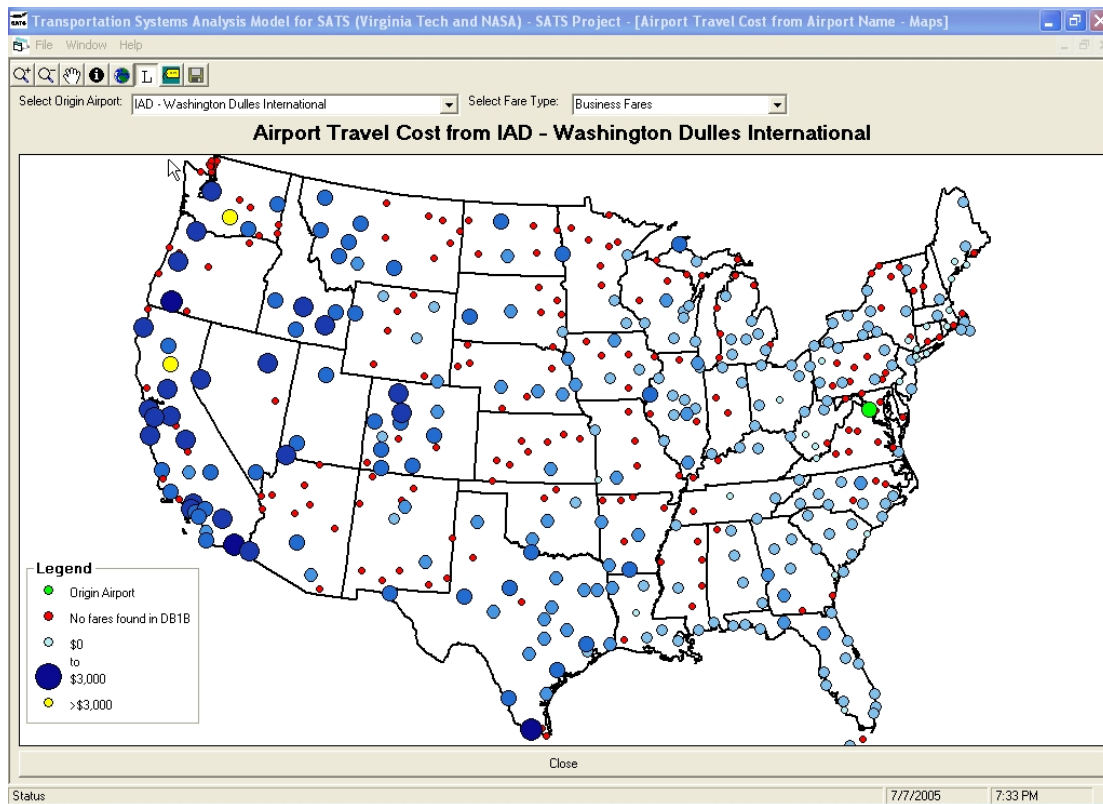 Transportation Systems Analysis Model for SATS (Virginia Tech and NASA) - SATS Project - [Airport Travel Cost from Airport Name - Maps]
File Window Help
L
Select Origin Airport: IAD - Washington Dulles International Select Fare Type: Business Fares
Airport Travel Cost from IAD - Washington Dulles International
Legend
Origin Airport
No fares found in DB1B
$0
to
$3,000
>$3,000
Close
Status 7/7/2005 7:33 PM